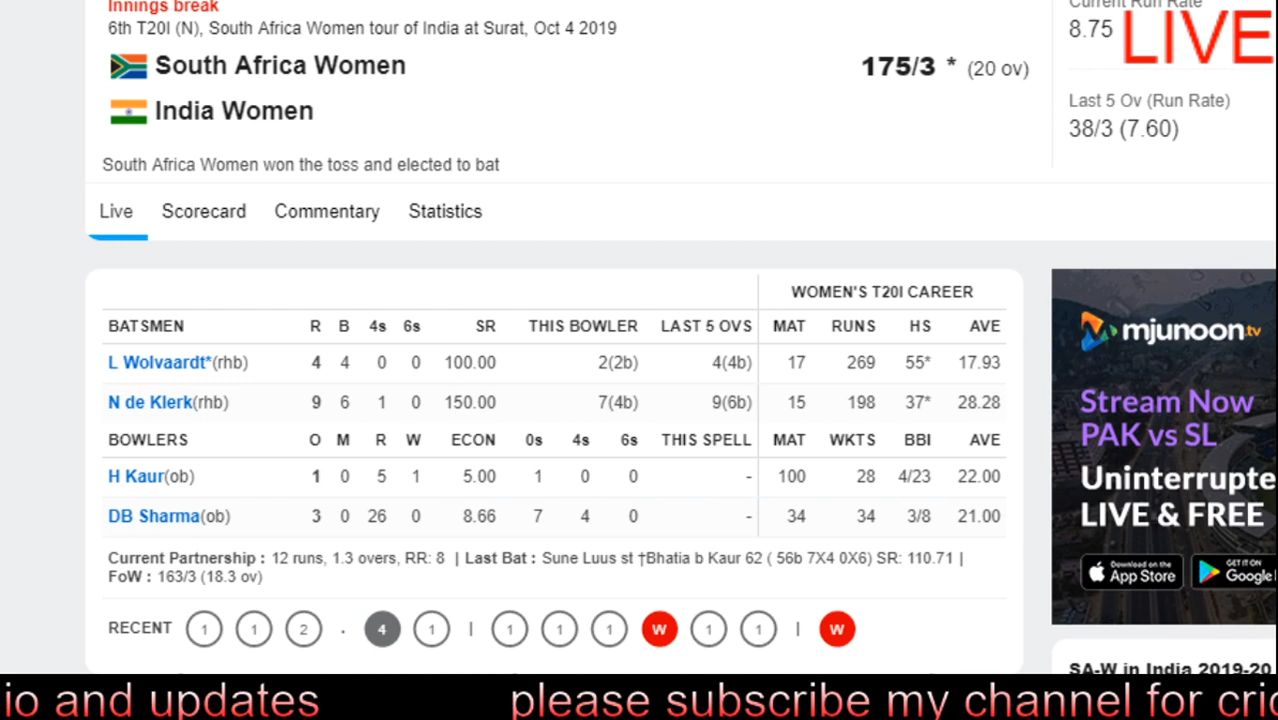 Innings break
6th T20I (N), South Africa Women tour of India at Surat, Oct 4 2019
South Africa Women 175/3 * (20 ov)
India Women
South Africa Women won the toss and elected to bat
Current Run Rate
8.75
LIVE
Last 5 Ov (Run Rate)
38/3 (7.60)
Live Scorecard Commentary Statistics
WOMEN'S T20I CAREER
BATSMEN R B 4s 6s SR THIS BOWLER LAST 5 OVS MAT RUNS HS AVE
L Wolvaardt*(rhb) 4 4 0 0 100.00 2(2b) 4(4b) 17 269 55* 17.93
N de Klerk(rhb) 9 6 1 0 150.00 7(4b) 9(6b) 15 198 37* 28.28
BOWLERS O M R W ECON 0s 4s 6s THIS SPELL MAT WKTS BBI AVE
H Kaur(ob) 1 0 5 1 5.00 1 0 0 - 100 28 4/23 22.00
DB Sharma(ob) 3 0 26 0 8.66 7 4 0 - 34 34 3/8 21.00
Current Partnership : 12 runs, 1.3 overs, RR: 8 | Last Bat : Sune Luus st †Bhatia b Kaur 62 ( 56b 7X4 0X6) SR: 110.71 |
FoW : 163/3 (18.3 ov)
RECENT 1 1 2 . 4 1 | 1 1 1 W 1 1 | W
mjunoon.tv
Stream Now
PAK vs SL
Uninterrupte
LIVE & FREE
Download on the
App Store
GET IT ON
Google
SA-W in India 2019-20
io and updates please subscribe my channel for cric